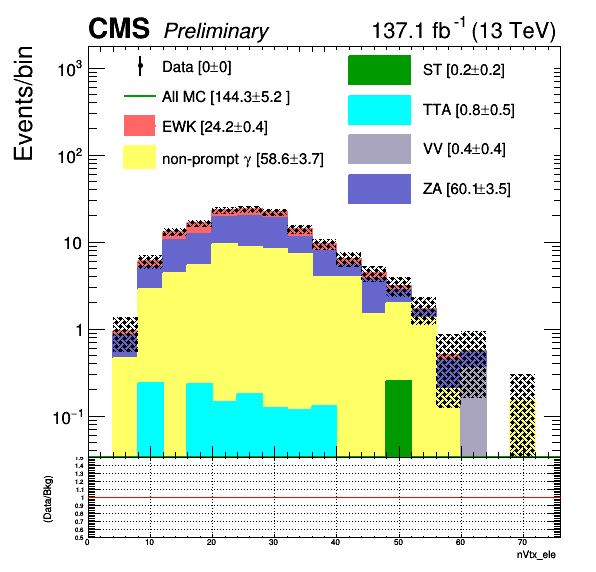 CMS Preliminary 137.1 fb⁻¹ (13 TeV)
Events/bin
10³
10²
10
1
10⁻¹
Data [0±0]
All MC [144.3±5.2 ]
EWK [24.2±0.4]
non-prompt γ [58.6±3.7]
ST [0.2±0.2]
TTA [0.8±0.5]
VV [0.4±0.4]
ZA [60.1±3.5]
(Data/Bkg)
1.5
1.4
1.3
1.2
1.1
1
0.9
0.8
0.7
0.6
0.5
0 10 20 30 40 50 60 70
nVtx_ele